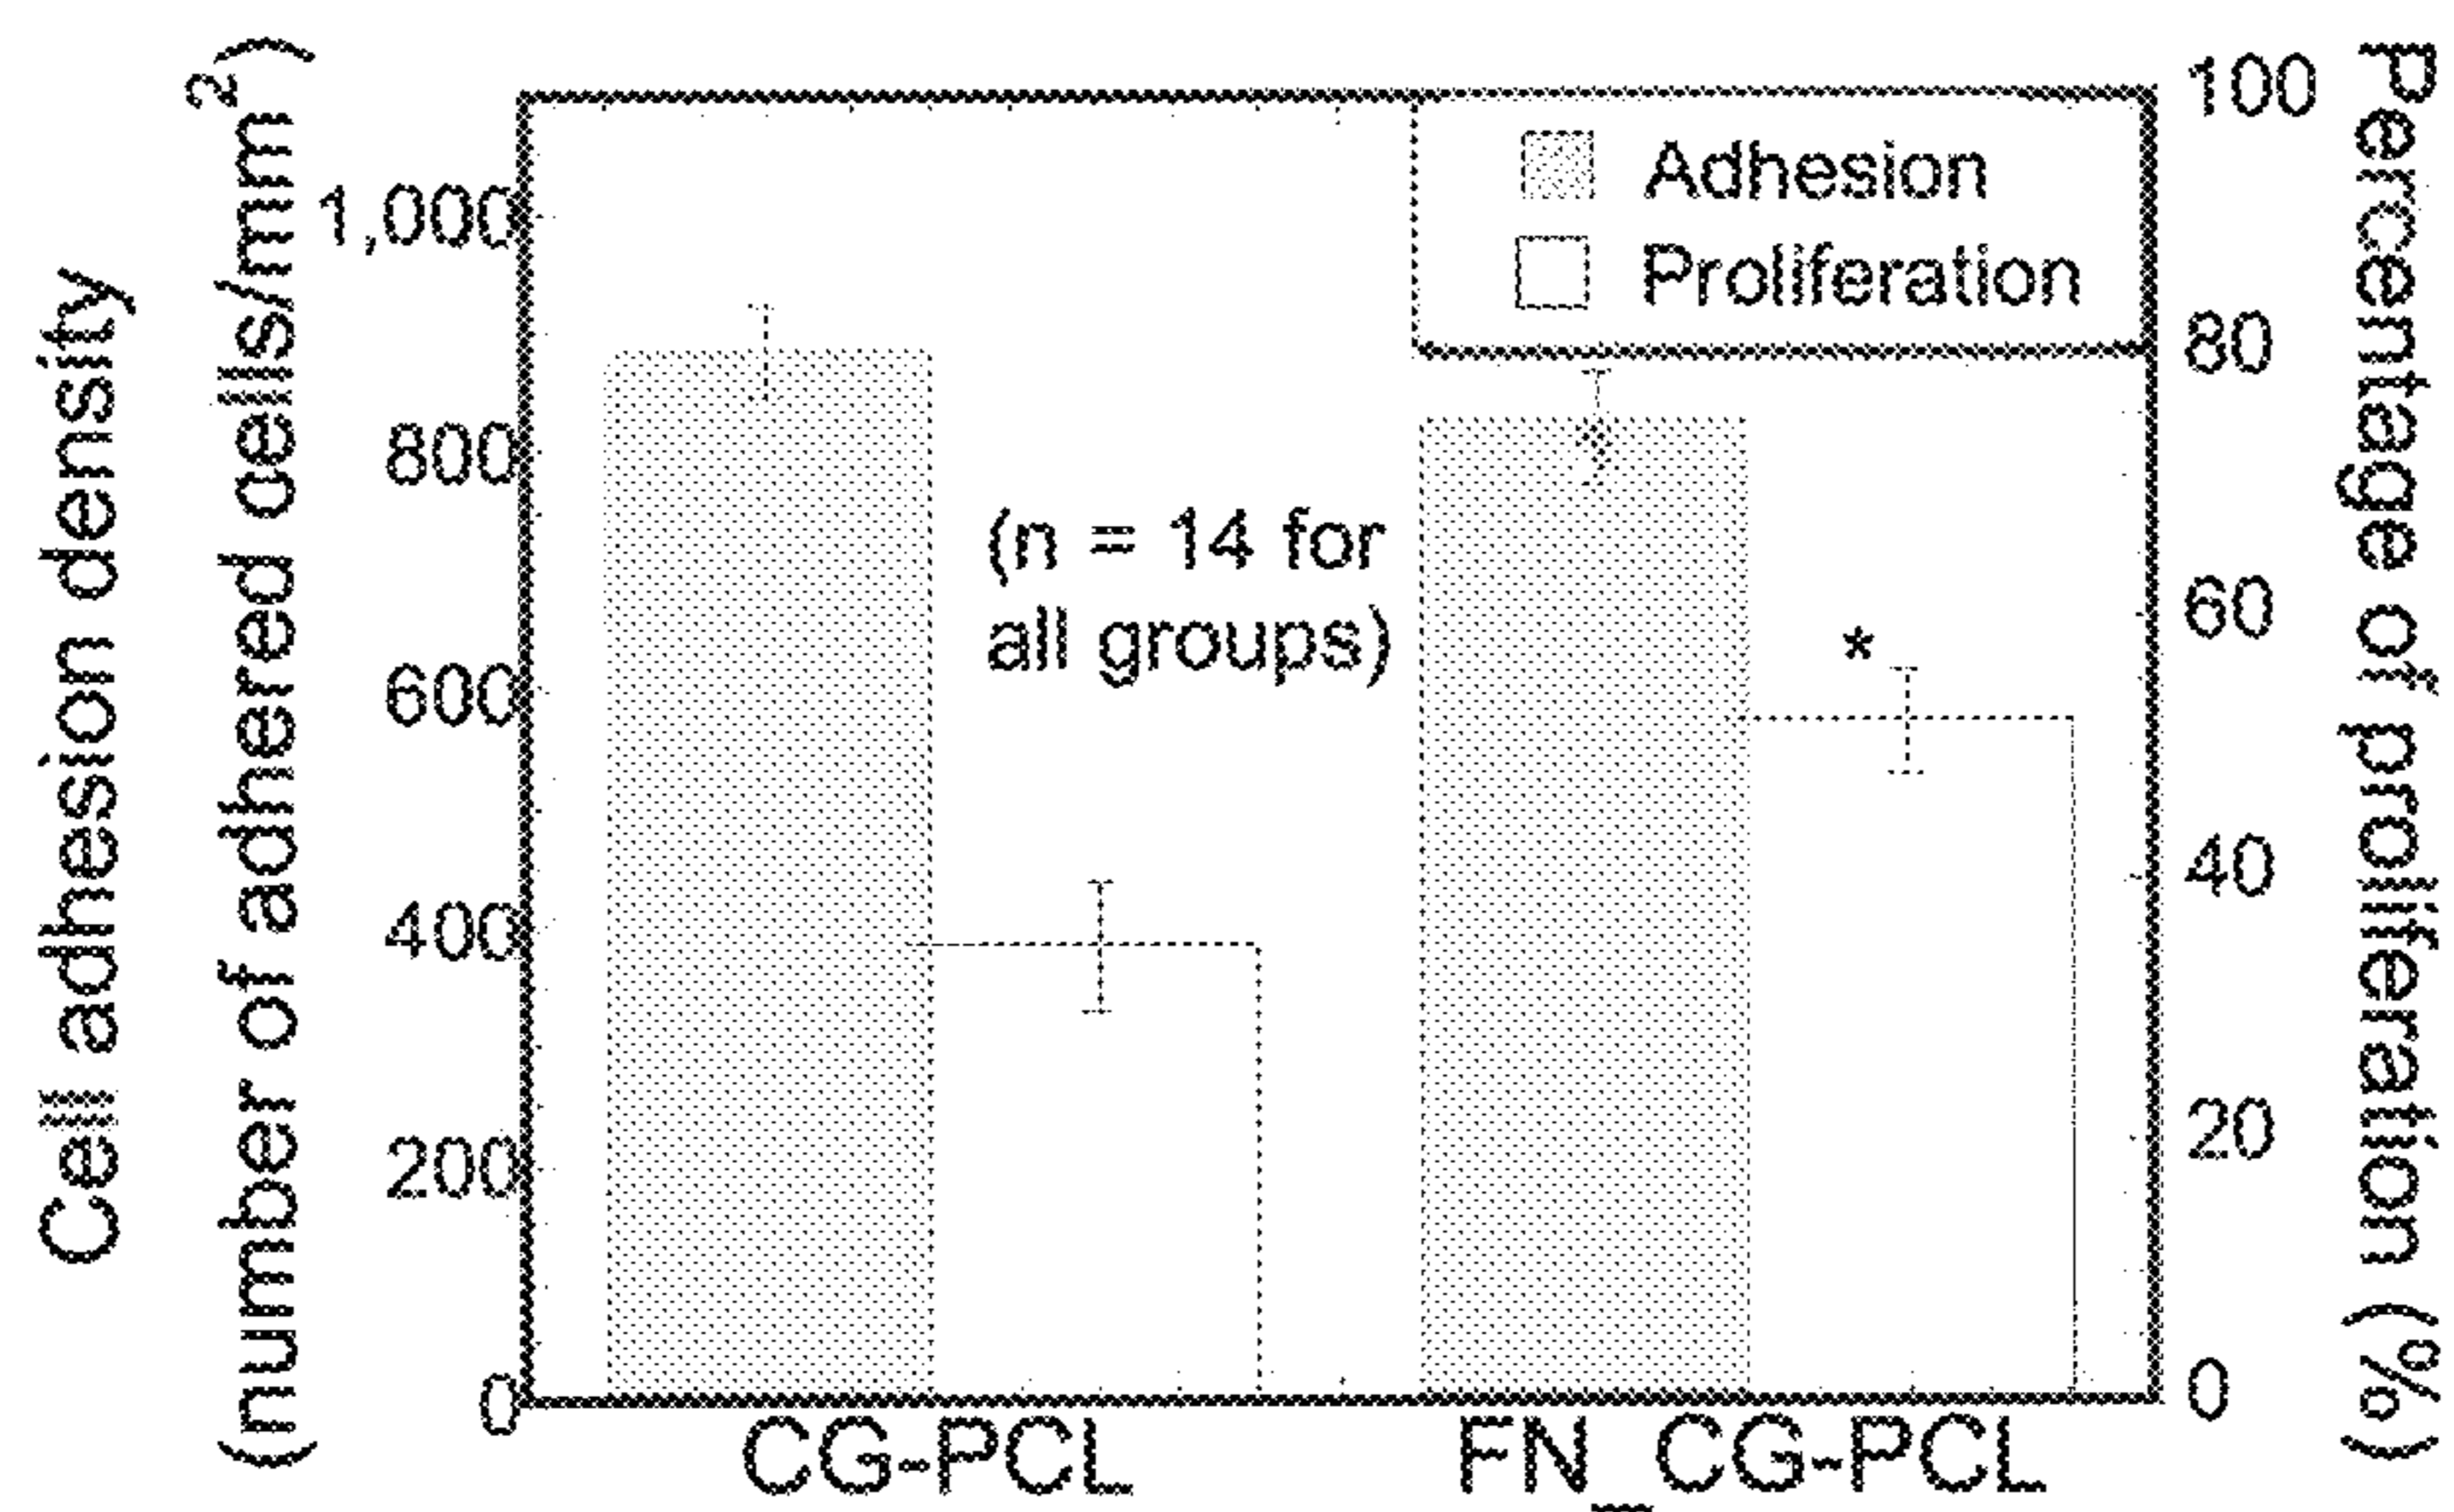 Cell adhesion density
(number of adhered cells/mm²)
1,000
800
600
400
200
0
Adhesion
Proliferation
(n = 14 for
all groups)
*
100
80
60
40
20
0
Percentage of proliferation (%)
CG-PCL
FN_CG-PCL